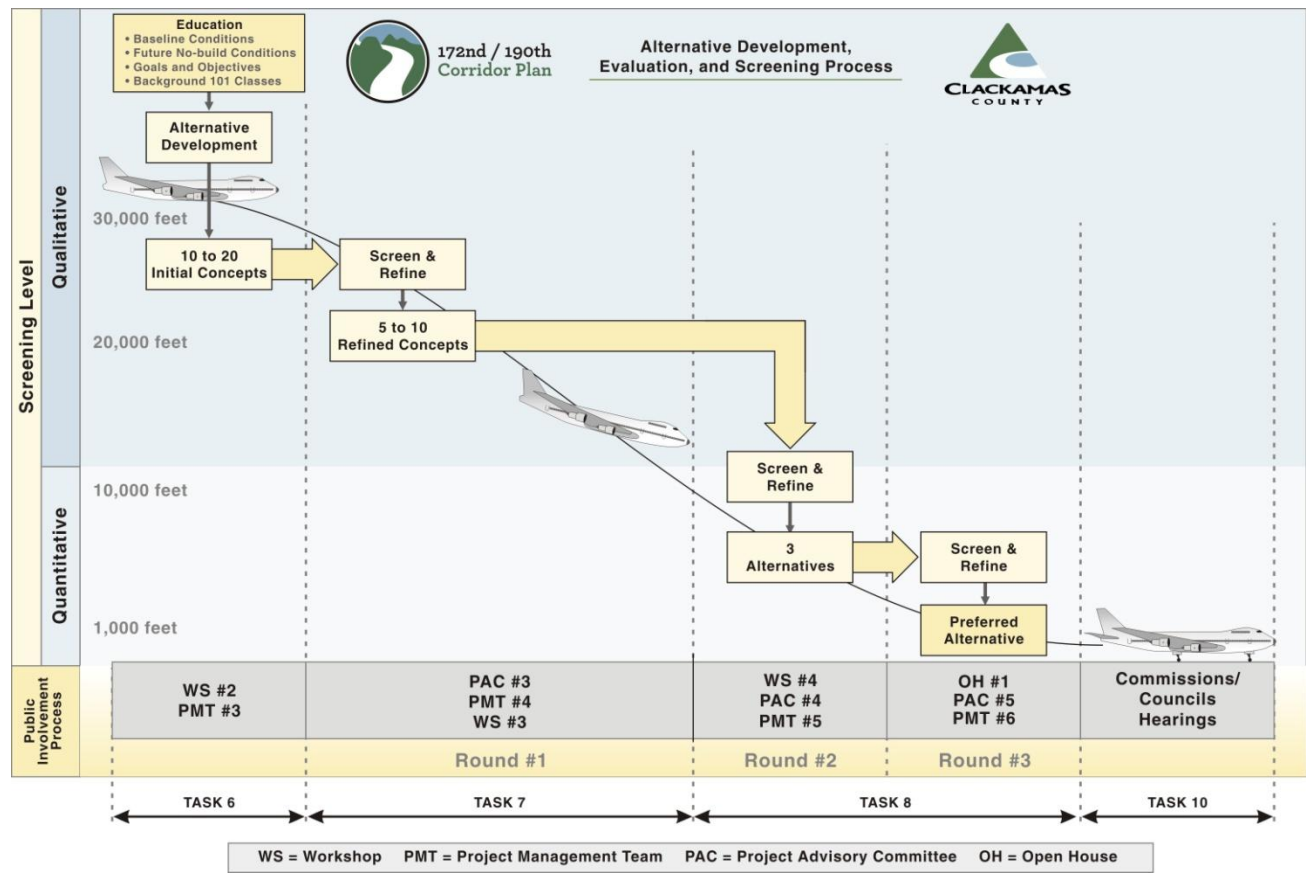 Education
• Baseline Conditions
• Future No-build Conditions
• Goals and Objectives
• Background 101 Classes
172nd / 190th
Corridor Plan
Alternative Development,
Evaluation, and Screening Process
CLACKAMAS
COUNTY
Screening Level
Qualitative
Quantitative
Alternative
Development
30,000 feet
10 to 20
Initial Concepts
Screen &
Refine
20,000 feet
5 to 10
Refined Concepts
10,000 feet
Screen &
Refine
3
Alternatives
Screen &
Refine
1,000 feet
Preferred
Alternative
Public
Involvement
Process
WS #2
PMT #3
PAC #3
PMT #4
WS #3
WS #4
PAC #4
PMT #5
OH #1
PAC #5
PMT #6
Commissions/
Councils
Hearings
Round #1
Round #2
Round #3
TASK 6
TASK 7
TASK 8
TASK 10
WS = Workshop PMT = Project Management Team PAC = Project Advisory Committee OH = Open House